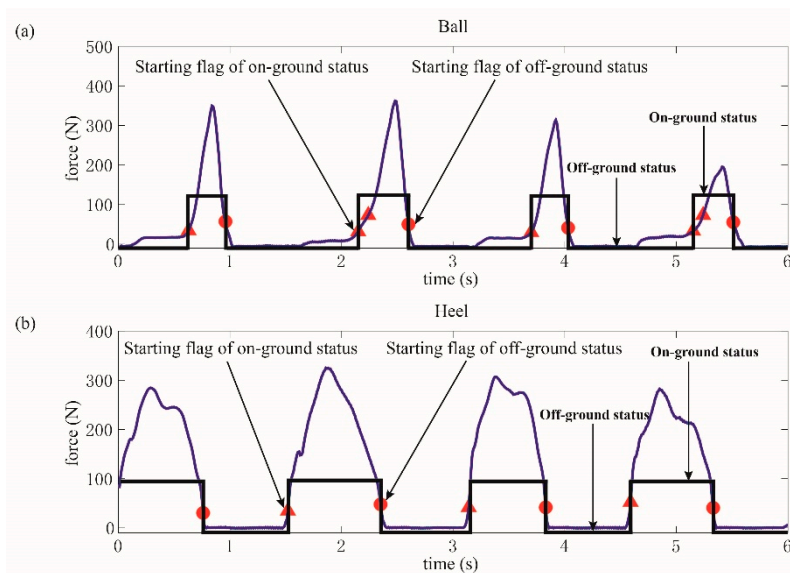 (a)
Ball
500
400
300
200
100
0
force (N)
Starting flag of on-ground status
Starting flag of off-ground status
On-ground status
Off-ground status
0 1 2 3 4 5 6
time (s)
(b)
Heel
400
300
200
100
0
force (N)
Starting flag of on-ground status
Starting flag of off-ground status
On-ground status
Off-ground status
0 1 2 3 4 5 6
time (s)